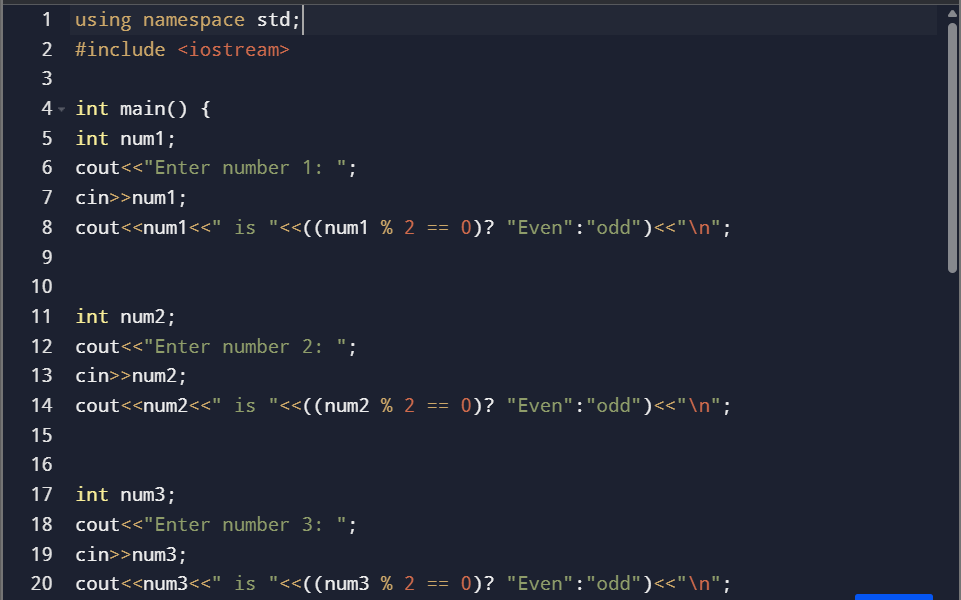 1 using namespace std;
2 #include <iostream>
3
4 int main() {
5 int num1;
6 cout<<"Enter number 1: ";
7 cin>>num1;
8 cout<<num1<<" is "<<((num1 % 2 == 0)? "Even":"odd")<<"\n";
9
10
11 int num2;
12 cout<<"Enter number 2: ";
13 cin>>num2;
14 cout<<num2<<" is "<<((num2 % 2 == 0)? "Even":"odd")<<"\n";
15
16
17 int num3;
18 cout<<"Enter number 3: ";
19 cin>>num3;
20 cout<<num3<<" is "<<((num3 % 2 == 0)? "Even":"odd")<<"\n";